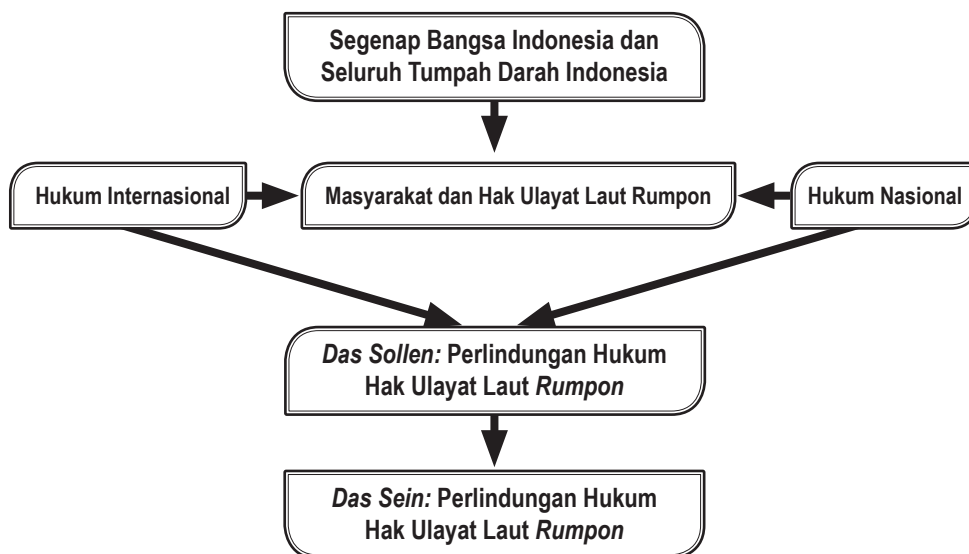 Segenap Bangsa Indonesia dan
Seluruh Tumpah Darah Indonesia
Hukum Internasional
Masyarakat dan Hak Ulayat Laut Rumpon
Hukum Nasional
Das Sollen: Perlindungan Hukum
Hak Ulayat Laut Rumpon
Das Sein: Perlindungan Hukum
Hak Ulayat Laut Rumpon